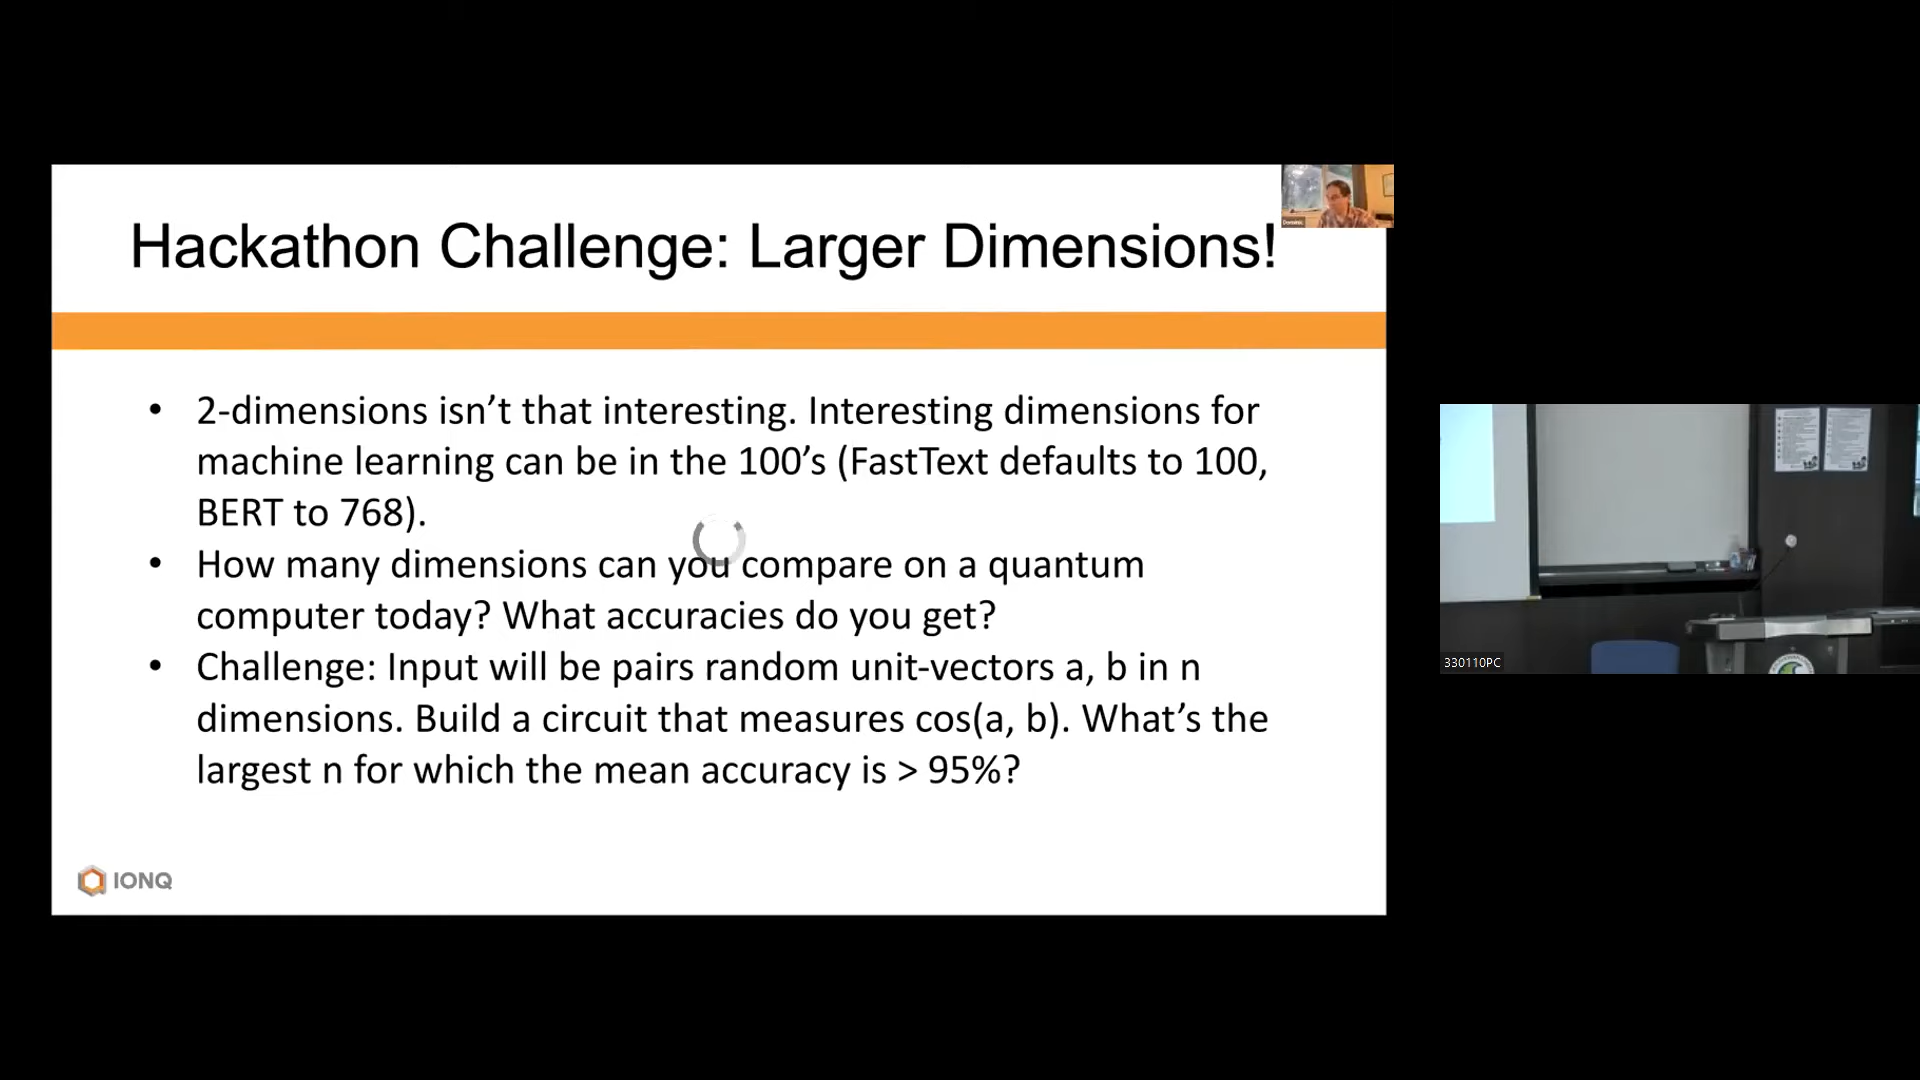 Hackathon Challenge: Larger Dimensions!
Dominic
• 2-dimensions isn’t that interesting. Interesting dimensions for
machine learning can be in the 100’s (FastText defaults to 100,
BERT to 768).
• How many dimensions can you compare on a quantum
computer today? What accuracies do you get?
• Challenge: Input will be pairs random unit-vectors a, b in n
dimensions. Build a circuit that measures cos(a, b). What’s the
largest n for which the mean accuracy is > 95%?
IONQ
330110PC